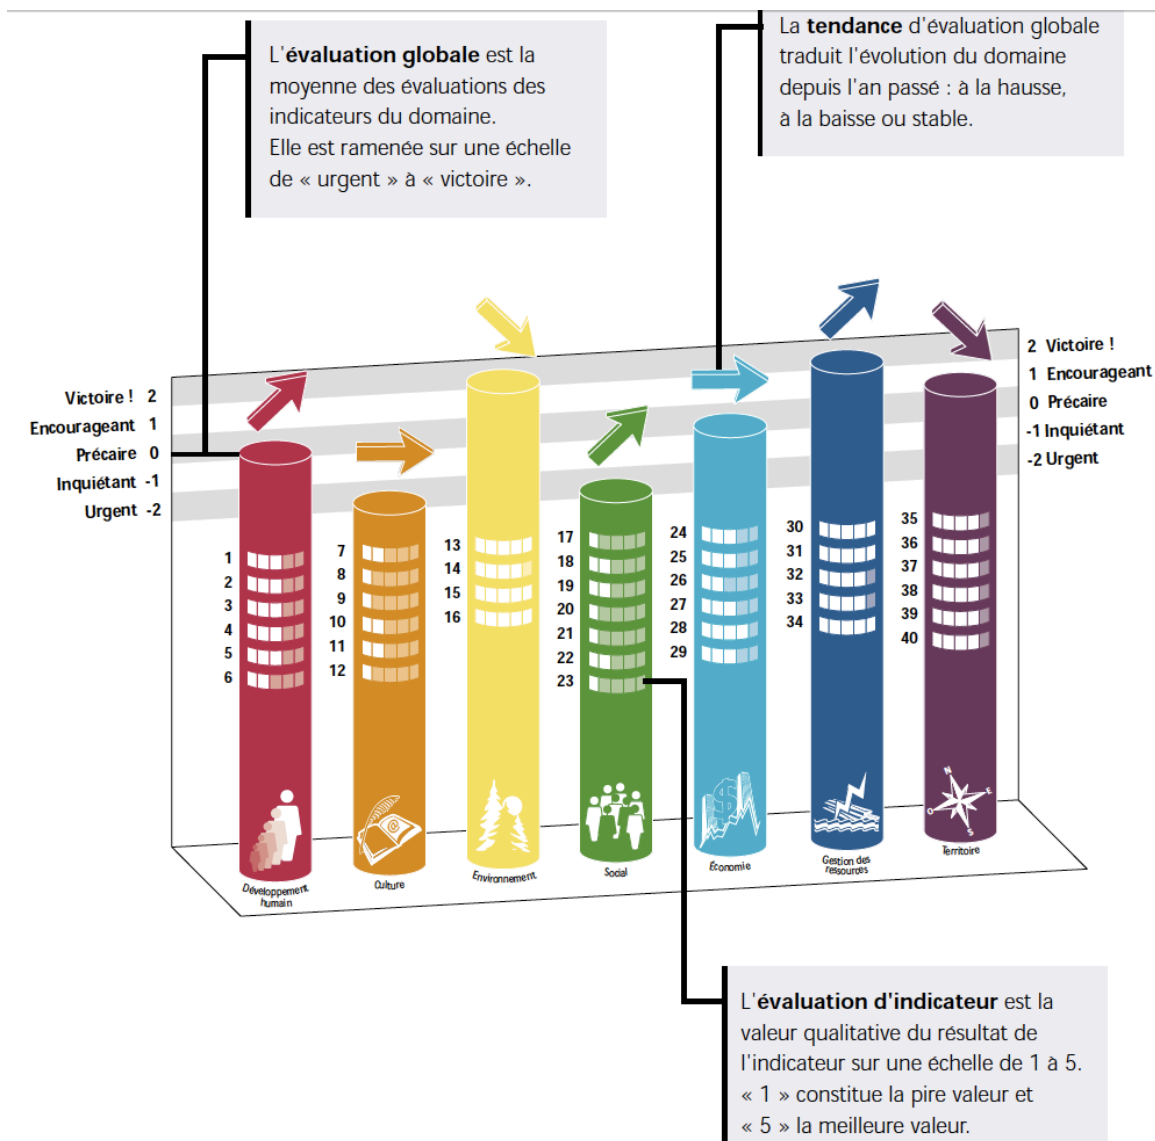 L'évaluation globale est la
moyenne des évaluations des
indicateurs du domaine.
Elle est ramenée sur une échelle
de « urgent » à « victoire ».
La tendance d'évaluation globale
traduit l'évolution du domaine
depuis l'an passé : à la hausse,
à la baisse ou stable.
Victoire ! 2
Encourageant 1
Précaire 0
Inquiétant -1
Urgent -2
2 Victoire !
1 Encourageant
0 Précaire
-1 Inquiétant
-2 Urgent
1
2
3
4
5
6
7
8
9
10
11
12
13
14
15
16
17
18
19
20
21
22
23
24
25
26
27
28
29
30
31
32
33
34
35
36
37
38
39
40
@
$
N
E
S
O
Développement
humain
Culture
Environnement
Social
Économie
Gestion des
ressources
Territoire
L'évaluation d'indicateur est la
valeur qualitative du résultat de
l'indicateur sur une échelle de 1 à 5.
« 1 » constitue la pire valeur et
« 5 » la meilleure valeur.